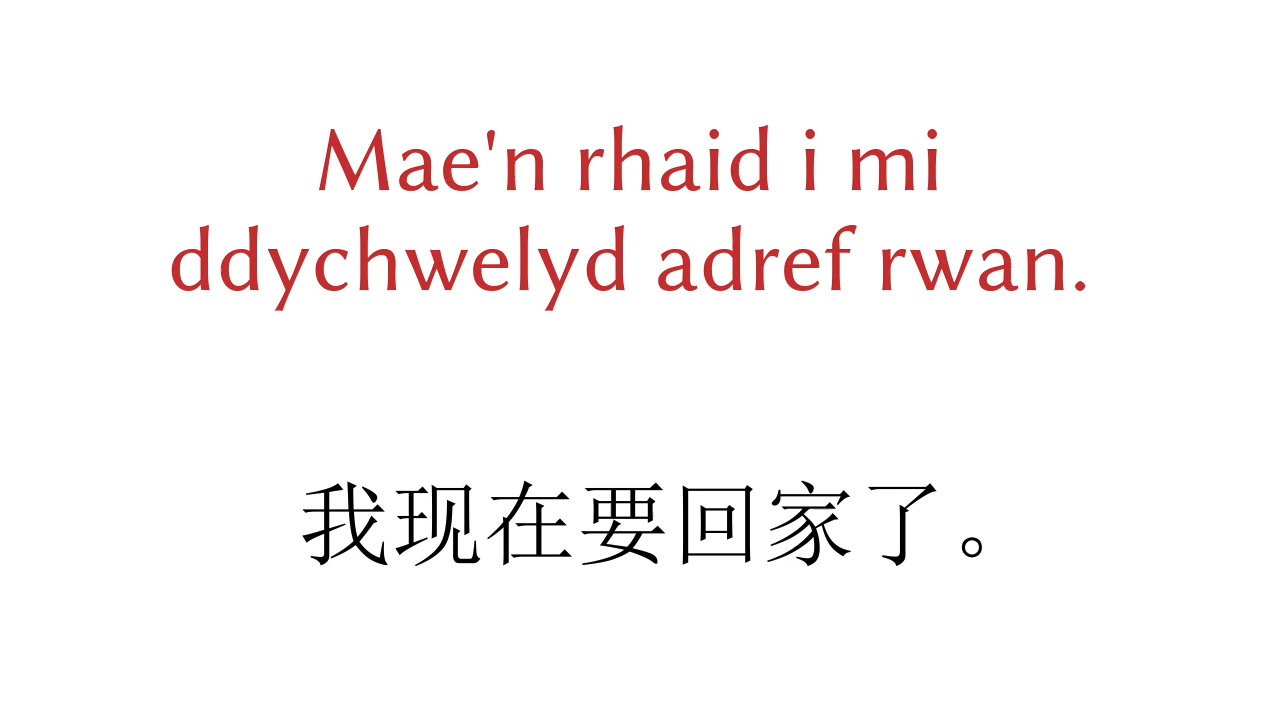 Mae'n rhaid i mi
ddychwelyd adref rwan.
我现在要回家了。